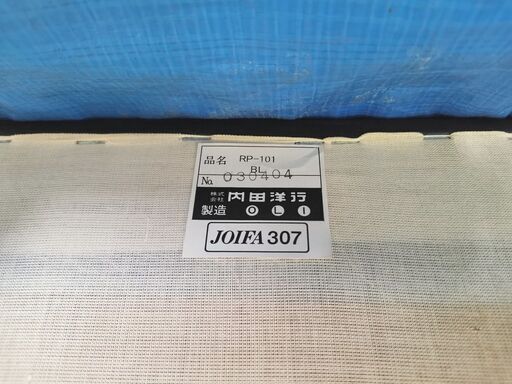 品名 RP-101
BL
No. 030404
株式会社 内田洋行
製造 O L I
JOIFA 307